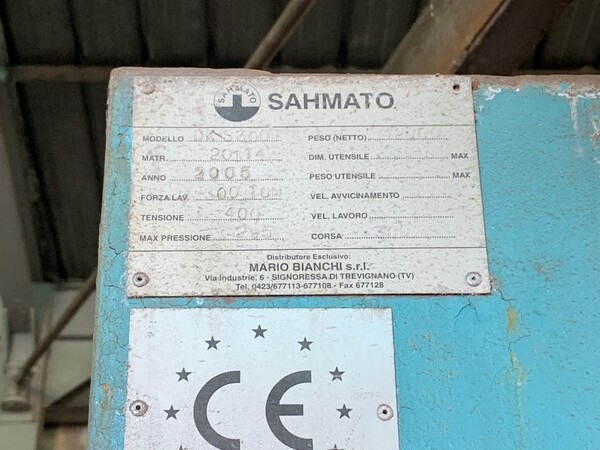 SAHMATO
SAHMATO
MODELLO
PESO (NETTO)
MATR.
DIM. UTENSILE MAX
ANNO 2005
PESO UTENSILE MAX
FORZA LAV.
VEL. AVVICINAMENTO
TENSIONE 400
VEL. LAVORO
MAX PRESSIONE
CORSA
Distributore Esclusivo:
MARIO BIANCHI s.r.l.
Via Industrie, 6 - SIGNORESSA DI TREVIGNANO (TV)
Tel. 0423/677113-677108 - Fax 677128
CE